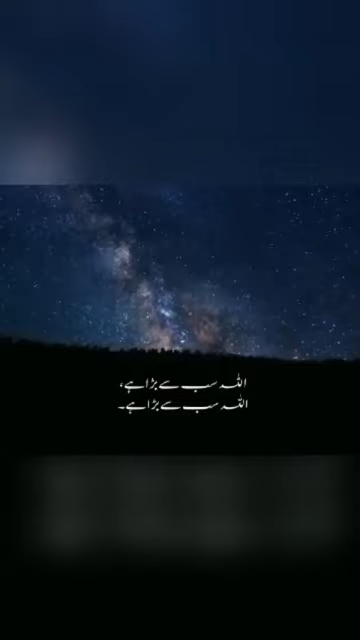 اللہ سب سے بڑا ہے،
اللہ سب سے بڑا ہے۔